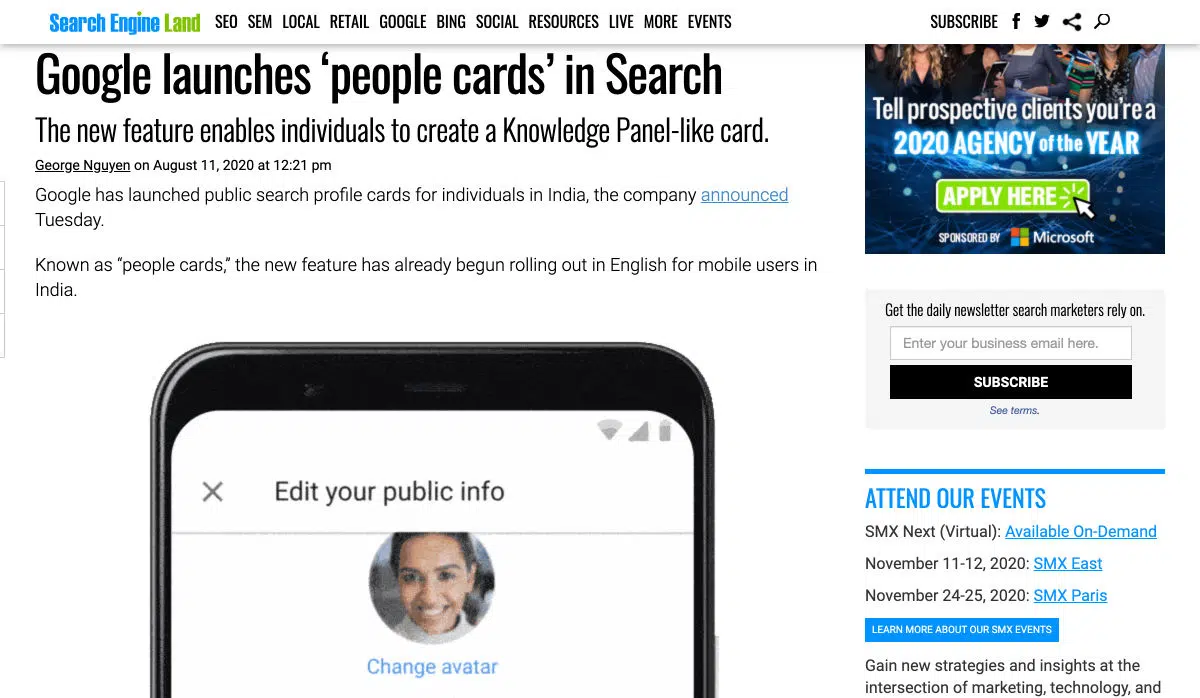 Search Engine Land SEO SEM LOCAL RETAIL GOOGLE BING SOCIAL RESOURCES LIVE MORE EVENTS SUBSCRIBE
Google launches ‘people cards’ in Search
The new feature enables individuals to create a Knowledge Panel-like card.
George Nguyen on August 11, 2020 at 12:21 pm
Google has launched public search profile cards for individuals in India, the company announced
Tuesday.
Known as “people cards,” the new feature has already begun rolling out in English for mobile users in
India.
Edit your public info
Change avatar
Tell prospective clients you're a
2020 AGENCY of the YEAR
APPLY HERE
SPONSORED BY Microsoft
Get the daily newsletter search marketers rely on.
Enter your business email here.
SUBSCRIBE
See terms.
ATTEND OUR EVENTS
SMX Next (Virtual): Available On-Demand
November 11-12, 2020: SMX East
November 24-25, 2020: SMX Paris
LEARN MORE ABOUT OUR SMX EVENTS
Gain new strategies and insights at the
intersection of marketing, technology, and